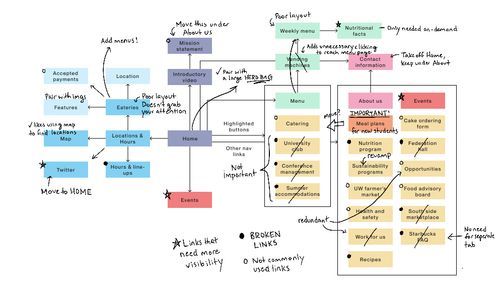 Move this under
About us
Poor layout
Mission
statement
Weekly menu
Nutritional
facts
Only needed on-demand
Add menus!
Adds unnecessary clicking
to reach menu page!
Accepted
payments
Location
Introductory
video
Pair with
a large HERO IMG
Vending
machines
Contact
information
Take off Home,
keep under About
Pair with imgs
Features
Eateries
Poor layout
Doesn't grab
your attention
Menu
About us
Events
IMPORTANT!
for new students
Likes using map
to find locations
Map
Locations &
Hours
Home
Highlighted
buttons
Catering
move?
Meal plans
Cake ordering
form
Other nav
links
University
club
Nutrition
program
revamp
Federation
hall
Twitter
Hours & line-
ups
Not
important
Conference
management
Sustainability
programs
Opportunities
Move to HOME
Events
Summer
accommodations
UW farmer's
market
Food advisory
board
redundant
Health and
safety
South side
marketplace
Links that
need more
visibility
BROKEN
LINKS
Not commonly
used links
Work for us
Starbucks
FAQ
No need for
separate
tab
Recipes